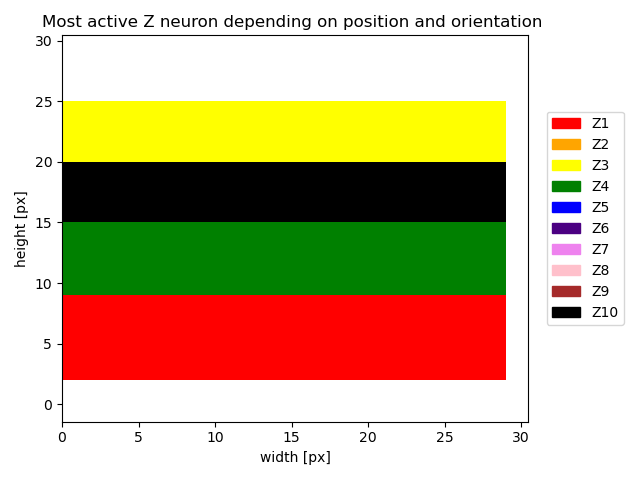 Most active Z neuron depending on position and orientation
30
25
20
15
10
5
0
height [px]
0 5 10 15 20 25 30
width [px]
Z1
Z2
Z3
Z4
Z5
Z6
Z7
Z8
Z9
Z10